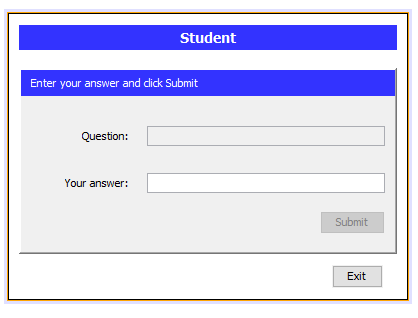 Student
Enter your answer and click Submit
Question:
Your answer:
Submit
Exit